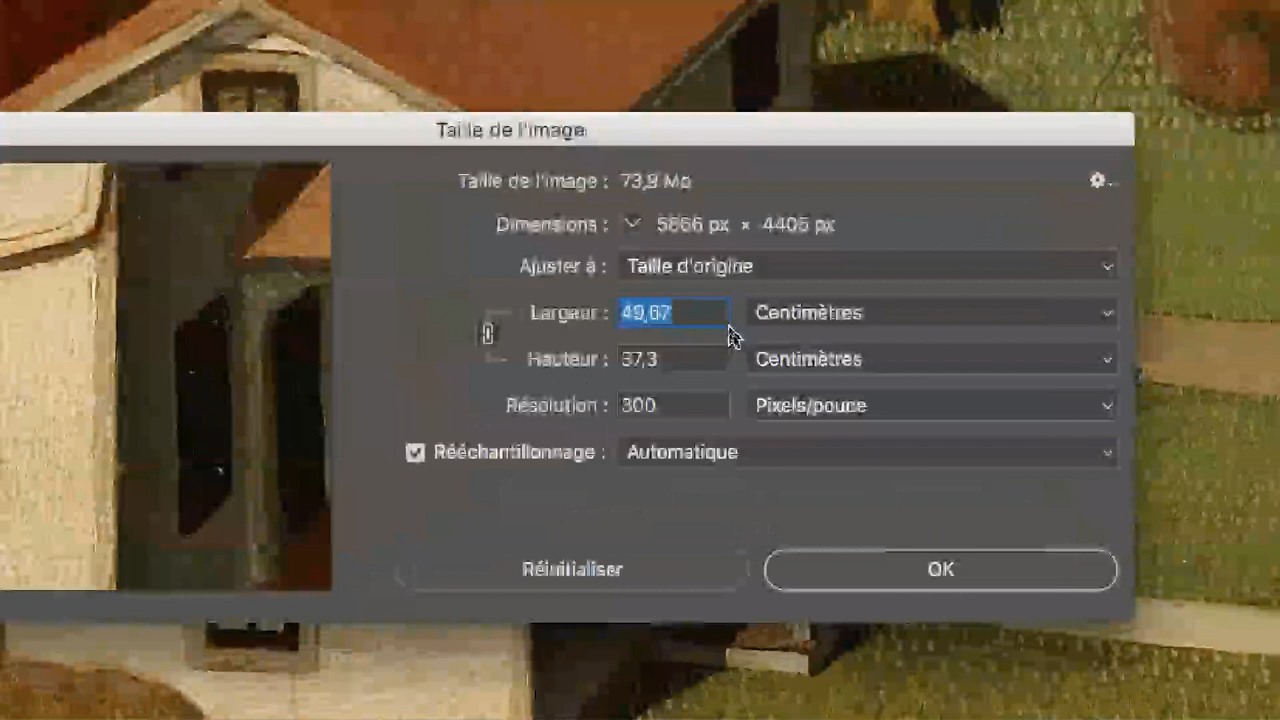 Taille de l'image
Taille de l'image : 73,9 Mo
Dimensions : 5866 px × 4405 px
Ajuster à : Taille d'origine
Largeur : 49,67 Centimètres
Hauteur : 37,3 Centimètres
Résolution : 300 Pixels/pouce
Rééchantillonnage : Automatique
Réinitialiser OK